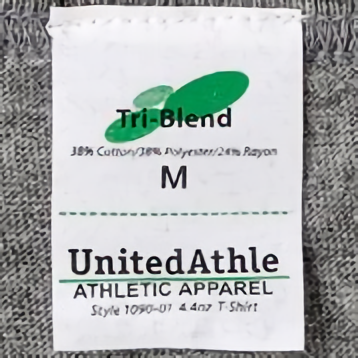 Tri-Blend
38% Cotton/38% Polyester/24% Rayon
M
UnitedAthle
ATHLETIC APPAREL
Style 1090-01 4.4oz T-Shirt